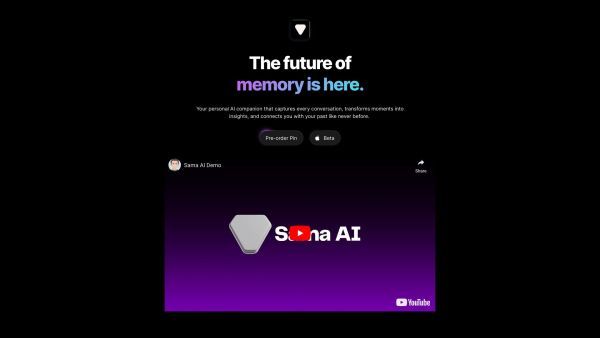 The future of
memory is here.
Your personal AI companion that captures every conversation, transforms moments into
insights, and connects you with your past like never before.
Pre-order Pin
Beta
Sama AI Demo
Share
Sama AI
YouTube